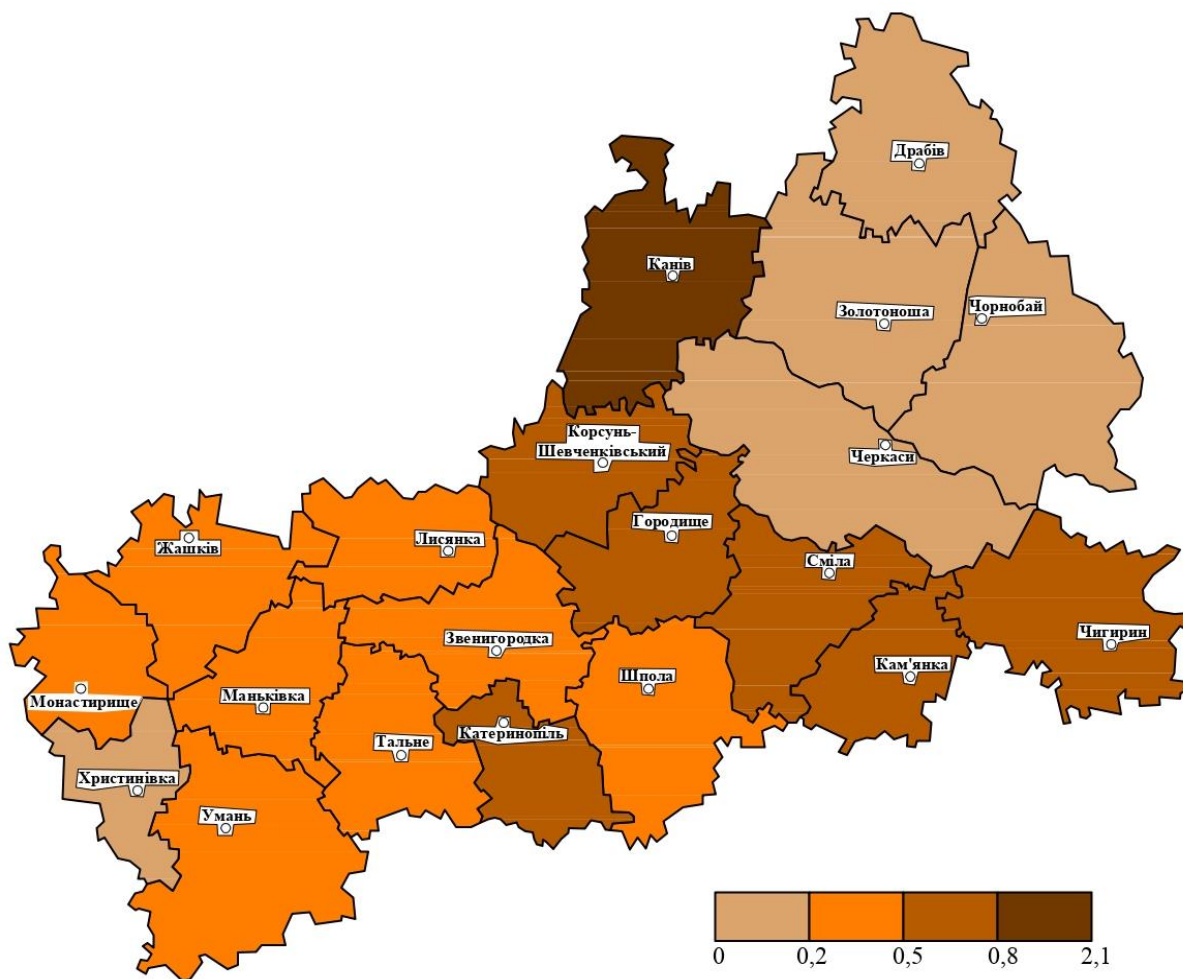 Драбів
Канів
Золотоноша
Чорнобай
Корсунь-
Шевченківський
Черкаси
Городище
Жашків
Лисянка
Сміла
Звенигородка
Чигирин
Шпола
Кам'янка
Монастирище
Маньківка
Катеринопіль
Тальне
Христинівка
Умань
0 0,2 0,5 0,8 2,1